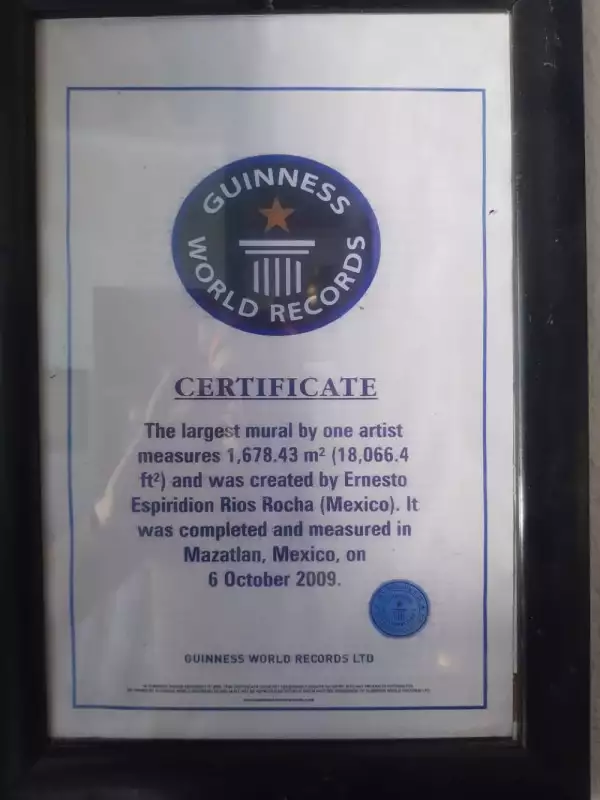 GUINNESS
WORLD RECORDS
CERTIFICATE
The largest mural by one artist
measures 1,678.43 m² (18,066.4
ft²) and was created by Ernesto
Espiridion Rios Rocha (Mexico). It
was completed and measured in
Mazatlan, Mexico, on
6 October 2009.
GUINNESS WORLD RECORDS LTD